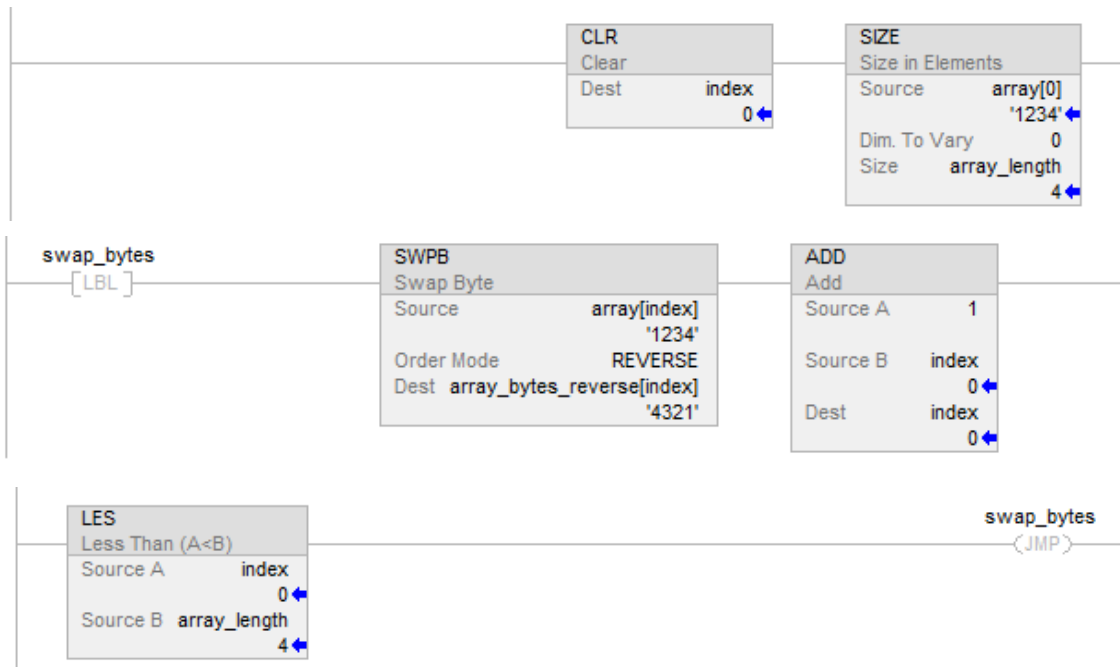 CLR
Clear
Dest index
0
SIZE
Size in Elements
Source array[0]
'1234'
Dim. To Vary 0
Size array_length
4
swap_bytes
LBL
SWPB
Swap Byte
Source array[index]
'1234'
Order Mode REVERSE
Dest array_bytes_reverse[index]
'4321'
ADD
Add
Source A 1
Source B index
0
Dest index
0
LES
Less Than (A<B)
Source A index
0
Source B array_length
4
swap_bytes
JMP